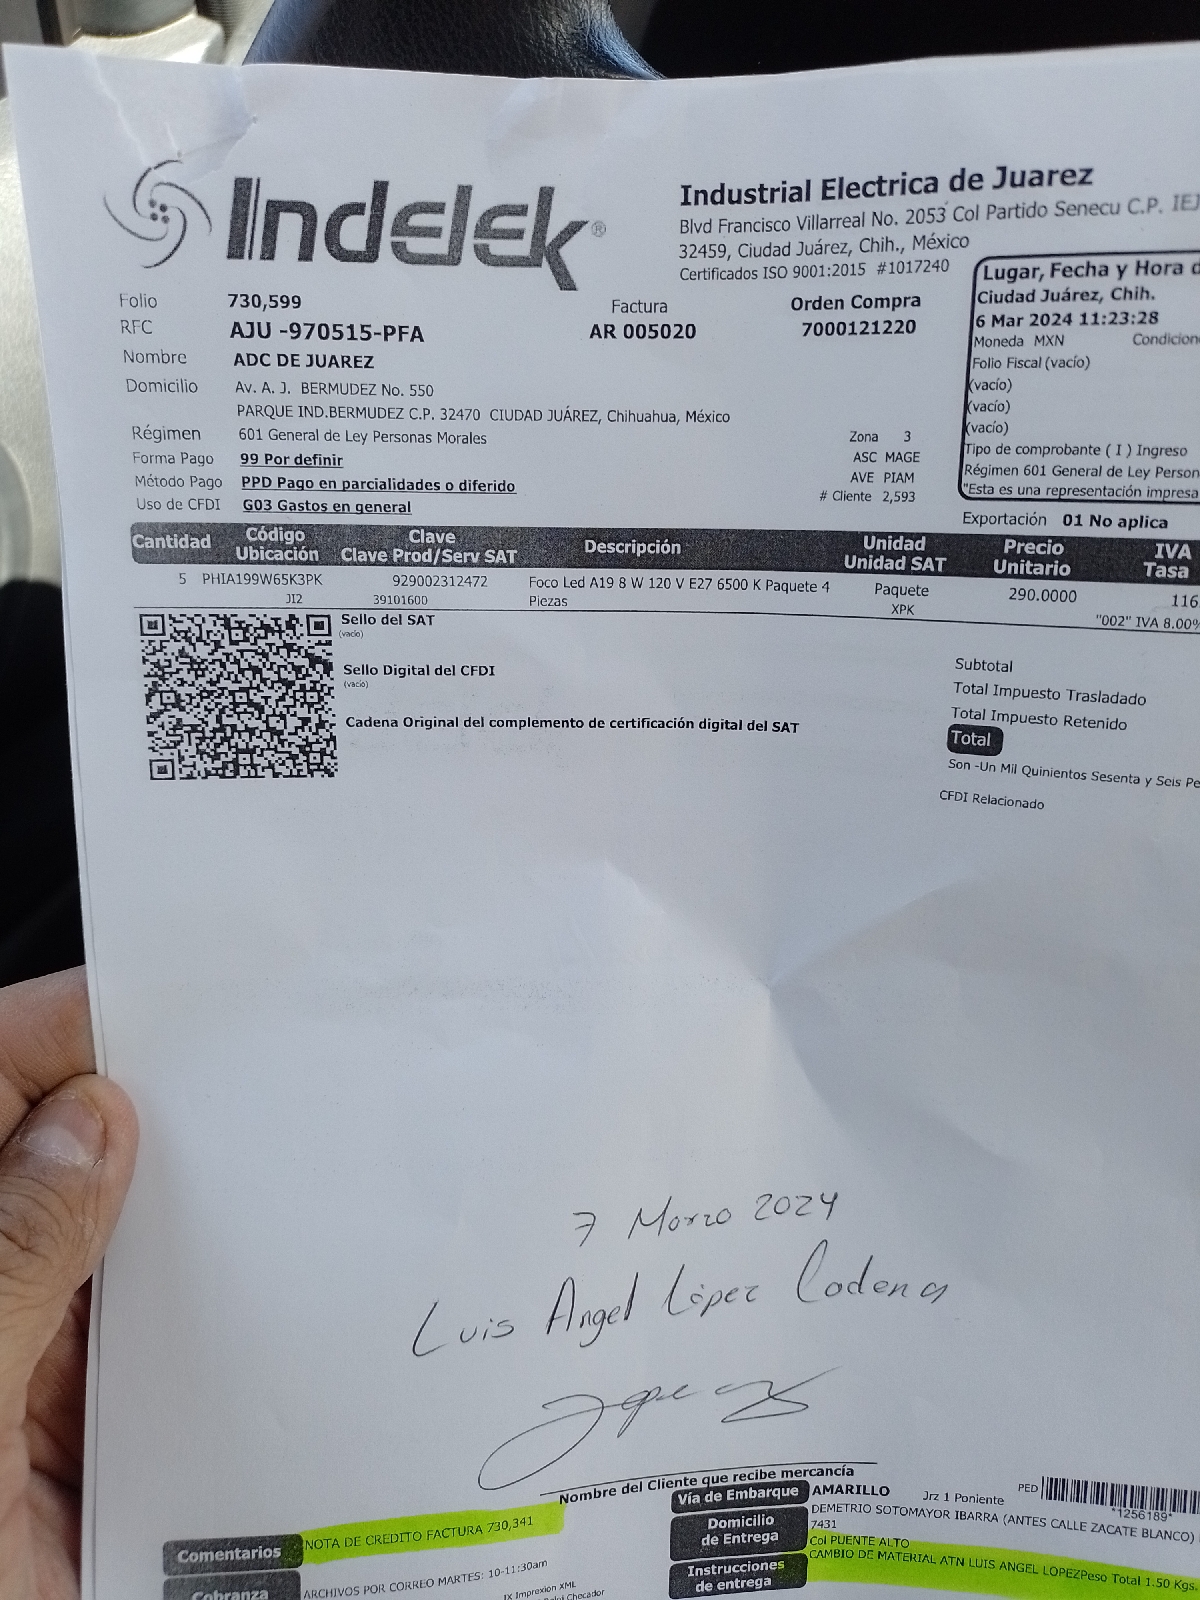 Indelek®
Industrial Electrica de Juarez
Blvd Francisco Villarreal No. 2053 Col Partido Senecu C.P. IEJ
32459, Ciudad Juárez, Chih., México
Certificados ISO 9001:2015 #1017240
Lugar, Fecha y Hora d
Ciudad Juárez, Chih.
6 Mar 2024 11:23:28
Moneda MXN Condicion
Folio Fiscal (vacío)
(vacío)
(vacío)
(vacío)
Tipo de comprobante ( I ) Ingreso
Régimen 601 General de Ley Person
"Esta es una representación impresa
Exportación 01 No aplica
Folio 730,599 Factura Orden Compra
RFC AJU -970515-PFA AR 005020 7000121220
Nombre ADC DE JUAREZ
Domicilio Av. A. J. BERMUDEZ No. 550
PARQUE IND.BERMUDEZ C.P. 32470 CIUDAD JUÁREZ, Chihuahua, México
Régimen 601 General de Ley Personas Morales Zona 3
Forma Pago 99 Por definir ASC MAGE
Método Pago PPD Pago en parcialidades o diferido AVE PIAM
Uso de CFDI G03 Gastos en general # Cliente 2,593
Cantidad Código Ubicación Clave Clave Prod/Serv SAT Descripción Unidad Unidad SAT Precio Unitario IVA Tasa
5 PHIA199W65K3PK 929002312472 Foco Led A19 8 W 120 V E27 6500 K Paquete 4 Paquete 290.0000 116
JI2 39101600 Piezas XPK "002" IVA 8.00%
Sello del SAT
(vacío)
Sello Digital del CFDI
(vacío)
Cadena Original del complemento de certificación digital del SAT
Subtotal
Total Impuesto Trasladado
Total Impuesto Retenido
Total
Son -Un Mil Quinientos Sesenta y Seis Pe
CFDI Relacionado
7 Marzo 2024
Luis Angel López Cadena
Nombre del Cliente que recibe mercancía
Comentarios NOTA DE CREDITO FACTURA 730,341
Cobranza ARCHIVOS POR CORREO MARTES: 10-11:30am
Vía de Embarque AMARILLO Jrz 1 Poniente PED *1256189*
Domicilio de Entrega DEMETRIO SOTOMAYOR IBARRA (ANTES CALLE ZACATE BLANCO)
7431
Col PUENTE ALTO
Instrucciones de entrega CAMBIO DE MATERIAL ATN LUIS ANGEL LOPEZPeso Total 1.50 Kgs.